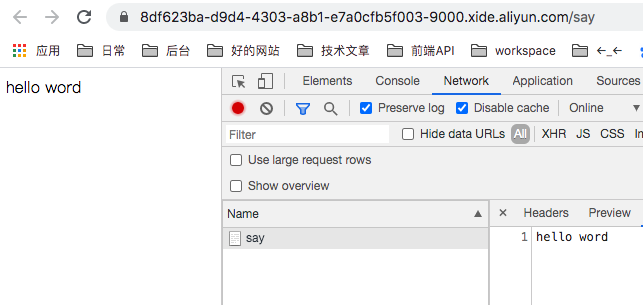 8df623ba-d9d4-4303-a8b1-e7a0cfb5f003-9000.xide.aliyun.com/say
应用 日常 后台 好的网站 技术文章 前端API workspace ←_←
hello word
Elements Console Network Application Sources
Preserve log Disable cache Online
Filter Hide data URLs All XHR JS CSS
Use large request rows
Show overview
Name Headers Preview
say
1 hello word